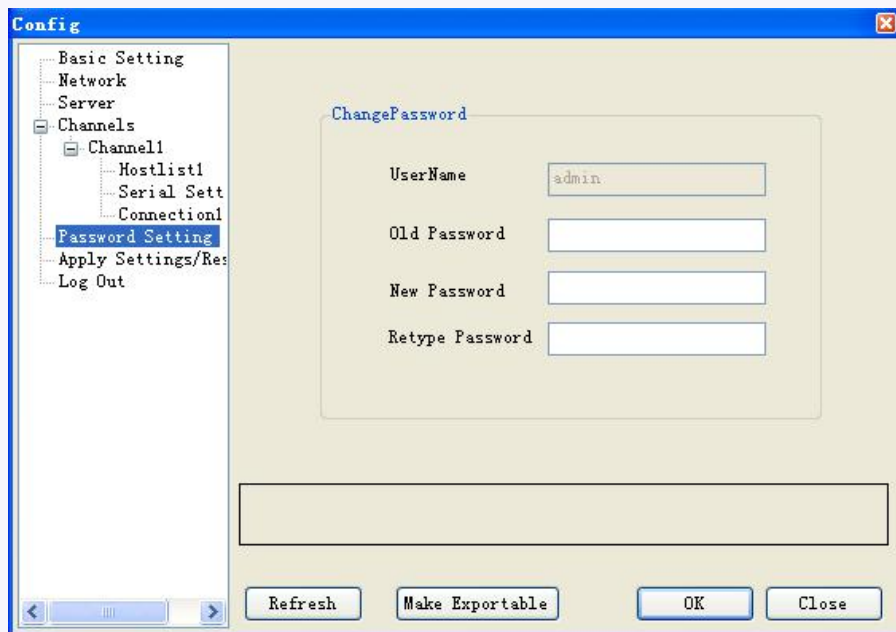 Config
Basic Setting
Network
Server
Channels
Channel1
Hostlist1
Serial Sett
Connection1
Password Setting
Apply Settings/Res
Log Out
ChangePassword
UserName
admin
Old Password
New Password
Retype Password
Refresh
Make Exportable
OK
Close